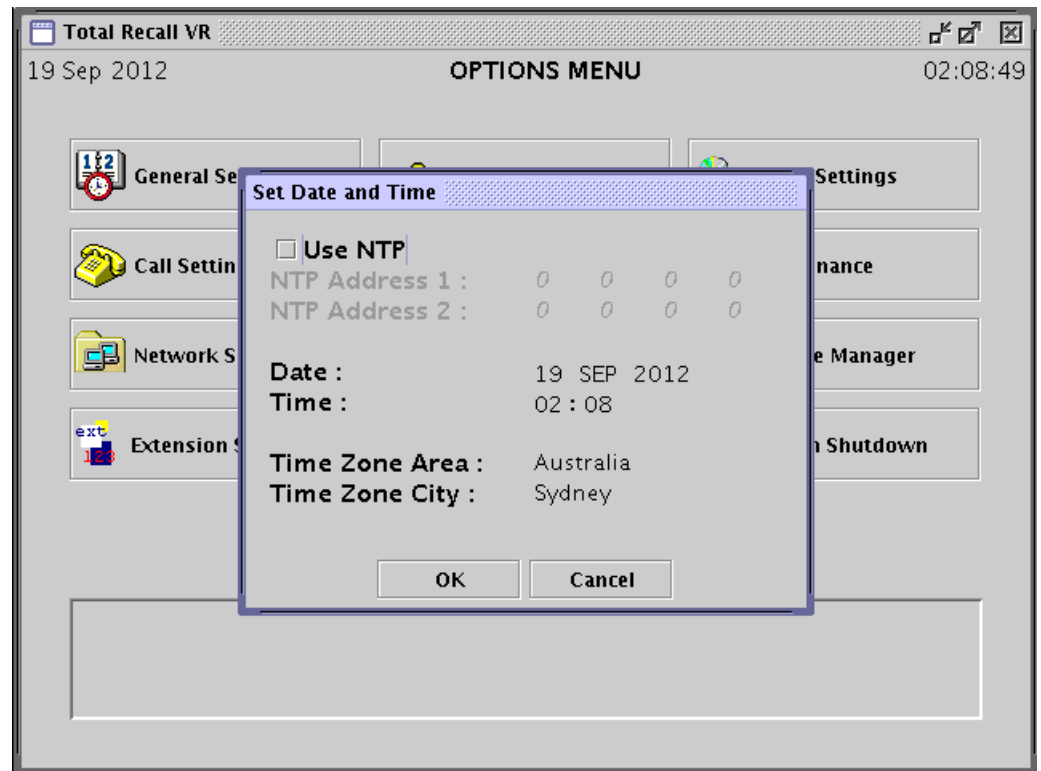 Total Recall VR
19 Sep 2012 OPTIONS MENU 02:08:49
1 2
General Se
Settings
Set Date and Time
Use NTP
Call Settin
nance
NTP Address 1 : 0 0 0 0
NTP Address 2 : 0 0 0 0
Network S
e Manager
Date : 19 SEP 2012
Time : 02 : 08
ext
123
Extension S
n Shutdown
Time Zone Area : Australia
Time Zone City : Sydney
OK Cancel